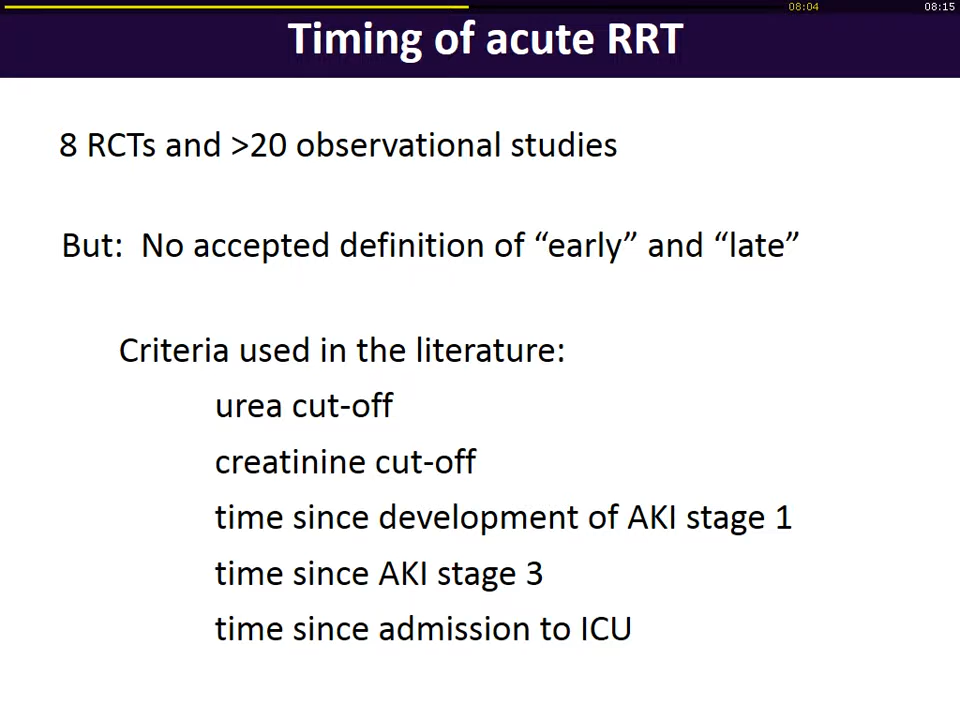 08:04 08:15
Timing of acute RRT
8 RCTs and >20 observational studies
But: No accepted definition of “early” and “late”
Criteria used in the literature:
urea cut-off
creatinine cut-off
time since development of AKI stage 1
time since AKI stage 3
time since admission to ICU